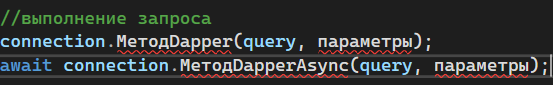 //выполнение запроса
connection.МетодDapper(query, параметры);
await connection.МетодDapperAsync(query, параметры);